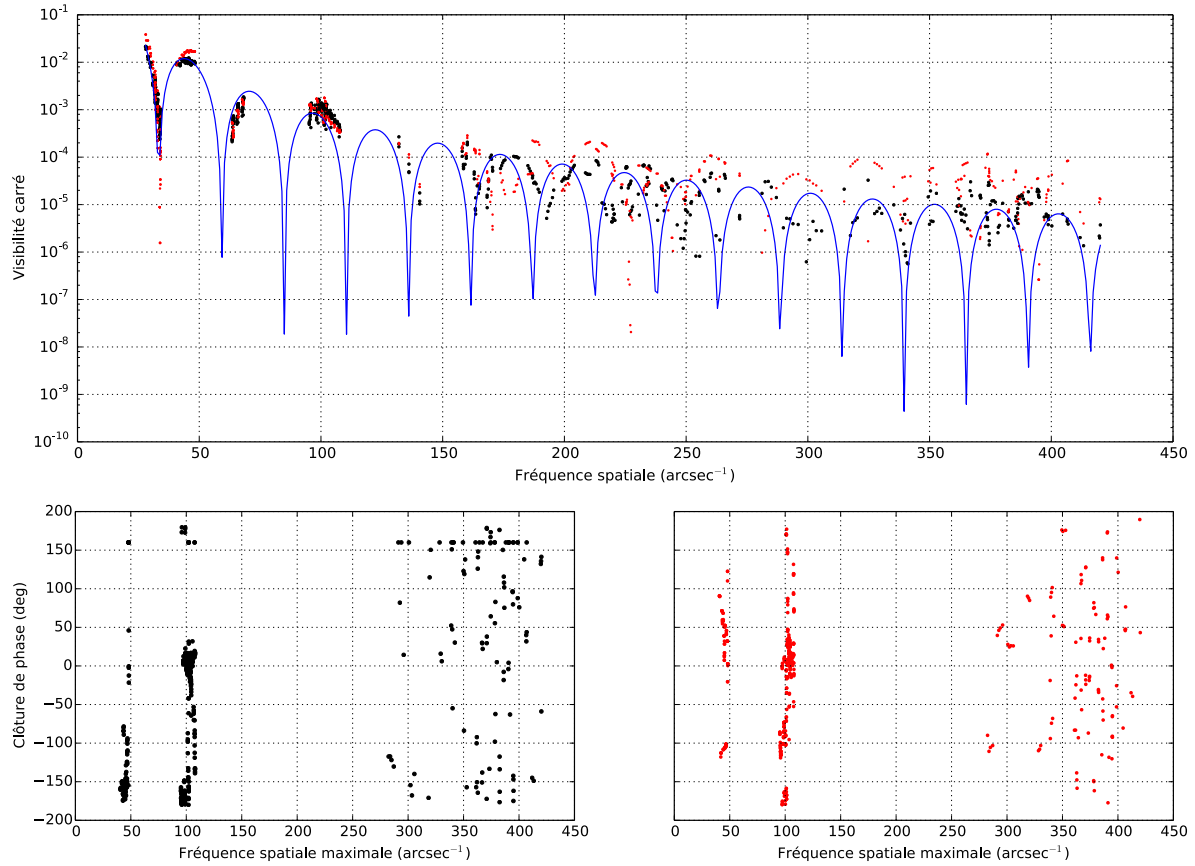 10⁻¹
10⁻²
10⁻³
10⁻⁴
10⁻⁵
10⁻⁶
10⁻⁷
10⁻⁸
10⁻⁹
10⁻¹⁰
Visibilité carré
0 50 100 150 200 250 300 350 400 450
Fréquence spatiale (arcsec⁻¹)
200
150
100
50
0
−50
−100
−150
−200
Clôture de phase (deg)
0 50 100 150 200 250 300 350 400 450
Fréquence spatiale maximale (arcsec⁻¹)
0 50 100 150 200 250 300 350 400 450
Fréquence spatiale maximale (arcsec⁻¹)